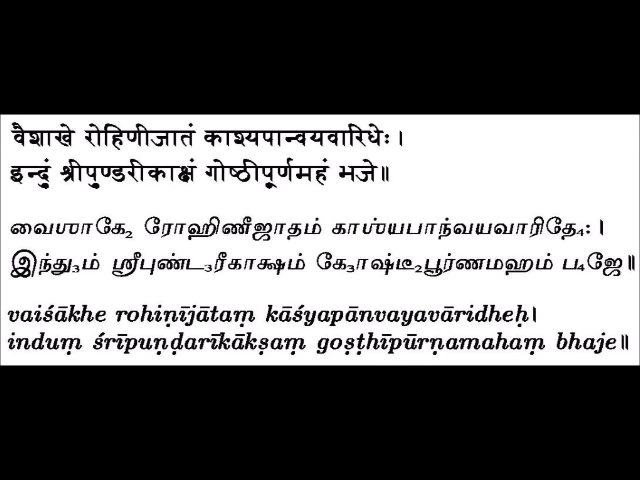 वैशाखे रोहिणीजातं काश्यपान्वयवारिधेः।
इन्दुं श्रीपुण्डरीकाक्षं गोष्ठीपूर्णमहं भजे॥
வைஶாகே₂ ரோஹிணீஜாதம் காஶ்யபாந்வயவாரிதே₄:।
இந்து₃ம் ஸ்ரீபுண்ட₃ரீகாக்ஷம் கோ₃ஷ்டீ₂பூர்ணமஹம் ப₄ஜே॥
vaiśākhe rohiṇījātaṃ kāśyapānvayavāridheḥ।
induṃ śrīpuṇḍarīkākṣaṃ goṣṭhīpūrṇamahaṃ bhaje॥